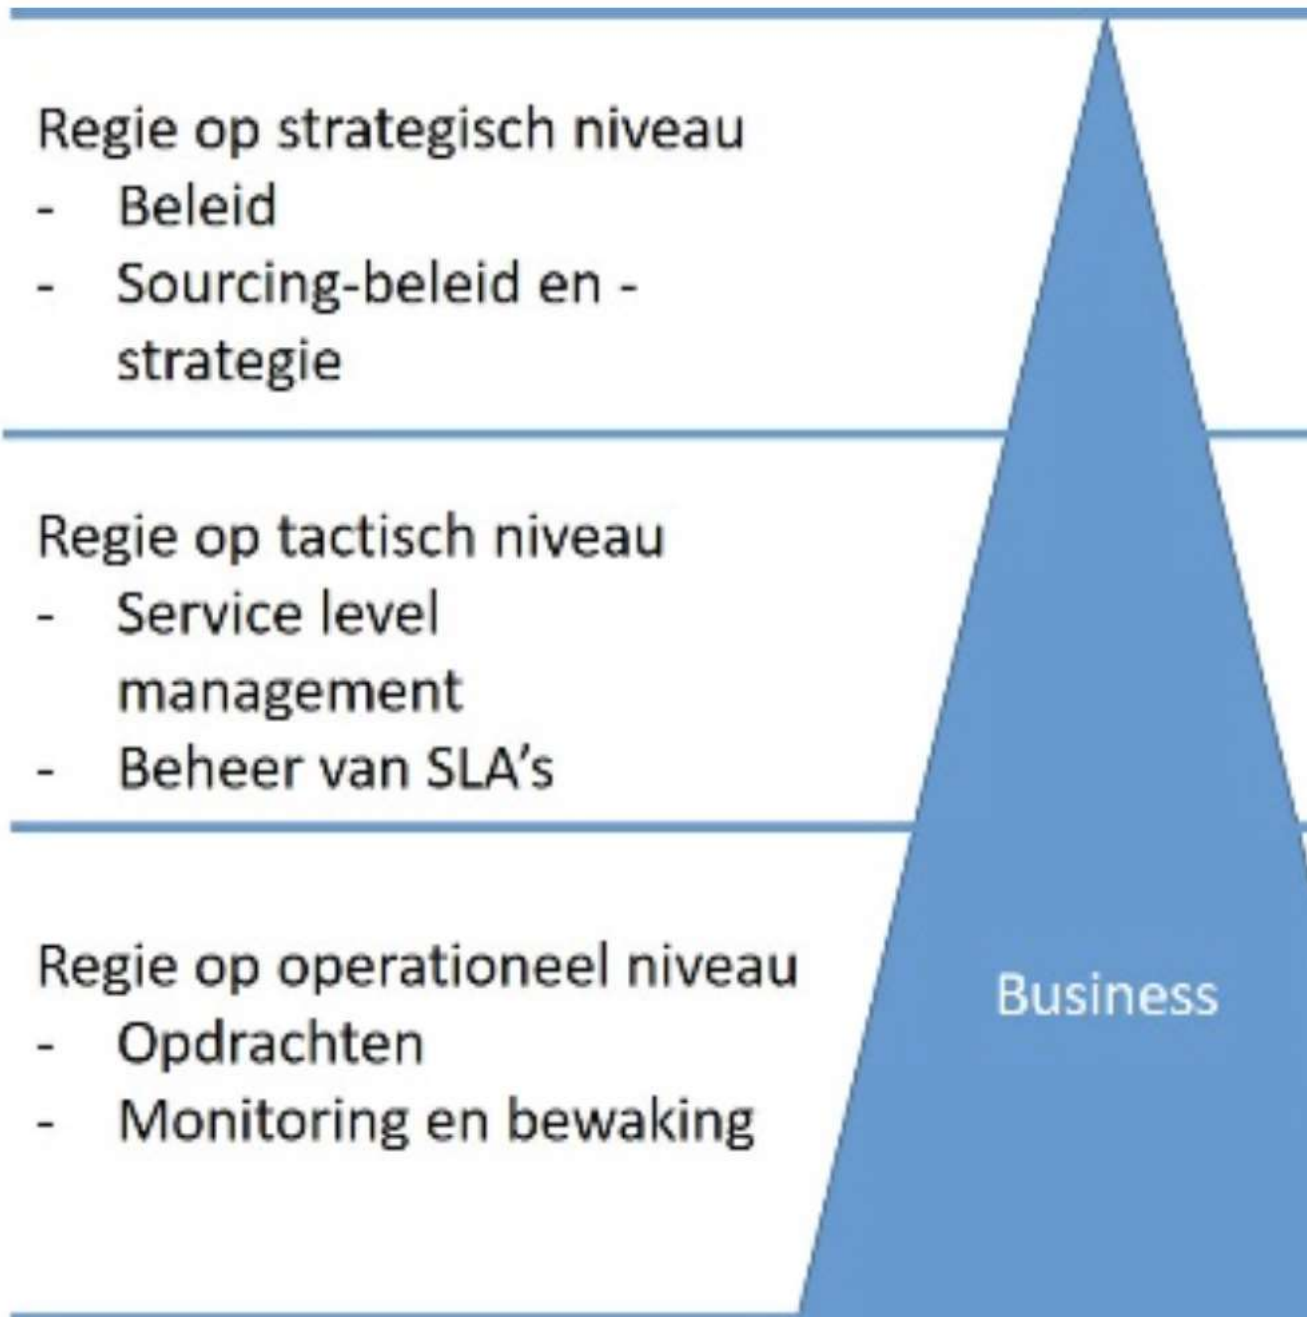 Regie op strategisch niveau
- Beleid
- Sourcing-beleid en -
strategie
Regie op tactisch niveau
- Service level
management
- Beheer van SLA’s
Regie op operationeel niveau
- Opdrachten
- Monitoring en bewaking
Business